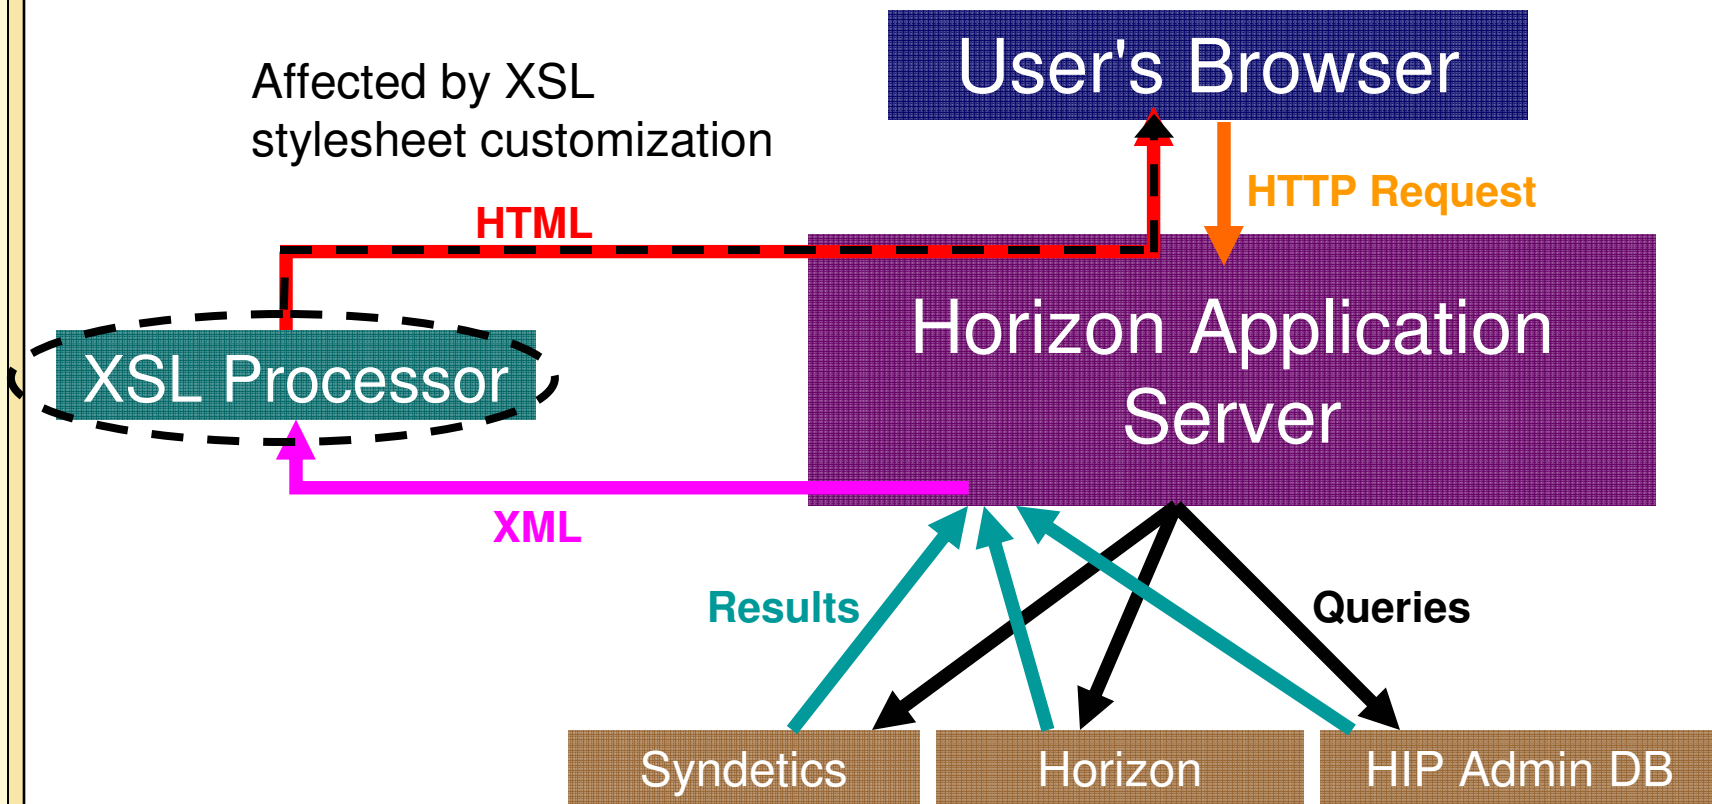 User's Browser
Affected by XSL
stylesheet customization
HTTP Request
HTML
Horizon Application
Server
XSL Processor
XML
Results
Queries
Syndetics
Horizon
HIP Admin DB